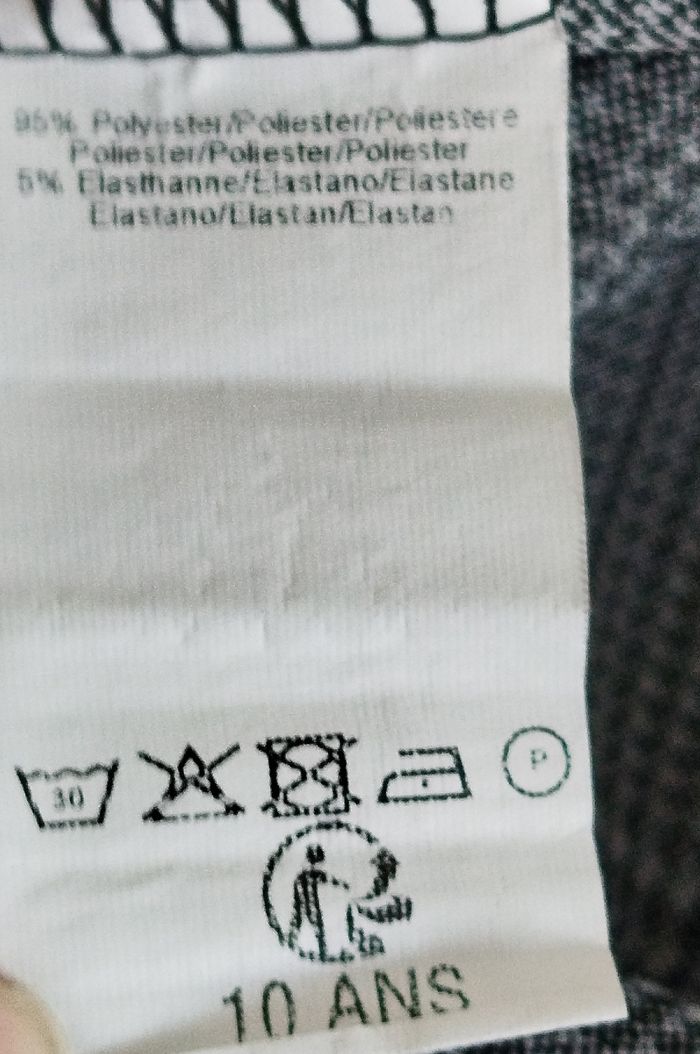 95% Polyester/Poliester/Poliestere
Poliester/Poliester/Poliester
5% Elasthanne/Elastano/Elastane
Elastano/Elastan/Elastan
30
P
10 ANS